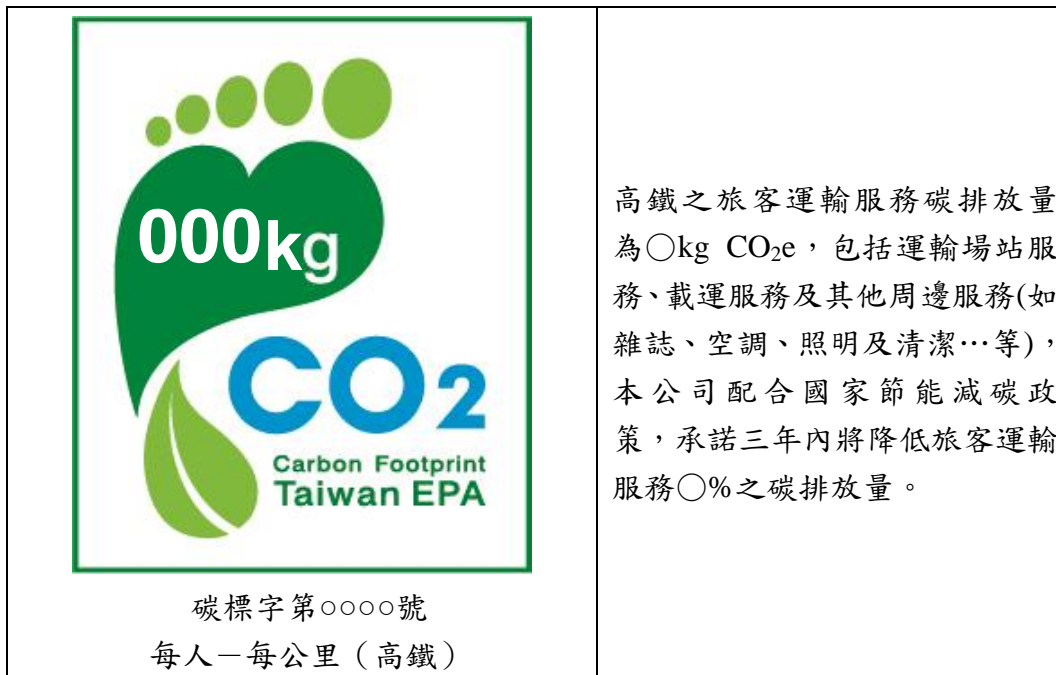 000kg
CO2
Carbon Footprint
Taiwan EPA
碳標字第○○○○號
每人－每公里（高鐵）
高鐵之旅客運輸服務碳排放量
為○kg CO₂e，包括運輸場站服
務、載運服務及其他周邊服務(如
雜誌、空調、照明及清潔…等)，
本公司配合國家節能減碳政
策，承諾三年內將降低旅客運輸
服務○%之碳排放量。